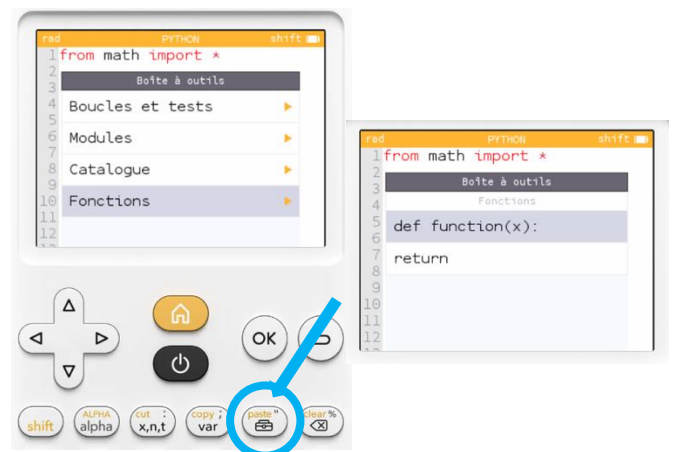 rad PYTHON shift
1 from math import *
2
3 Boîte à outils
4 Boucles et tests
5
6 Modules
7
8 Catalogue
9
10 Fonctions
11
12
rad PYTHON shift
1 from math import *
2
3 Boîte à outils
4 Fonctions
5 def function(x):
6
7 return
8
9
10
11
12
OK
shift
ALPHA alpha
cut : x,n,t
copy ; var
paste "
clear %